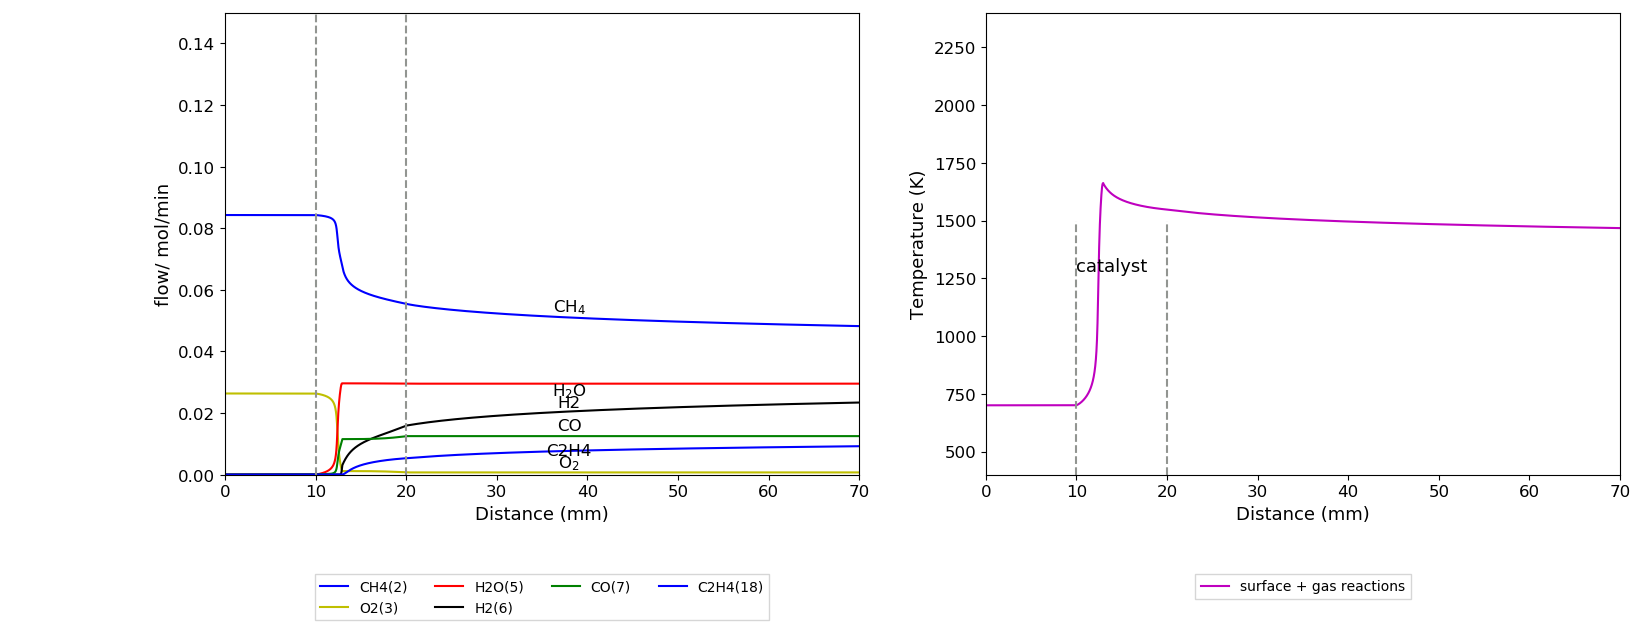 0.14
0.12
0.10
0.08
0.06
0.04
0.02
0.00
flow/ mol/min
CH4
H2O
H2
CO
C2H4
O2
0 10 20 30 40 50 60 70
Distance (mm)
CH4(2) H2O(5) CO(7) C2H4(18)
O2(3) H2(6)
2250
2000
1750
1500
1250
1000
750
500
Temperature (K)
catalyst
0 10 20 30 40 50 60 70
Distance (mm)
surface + gas reactions